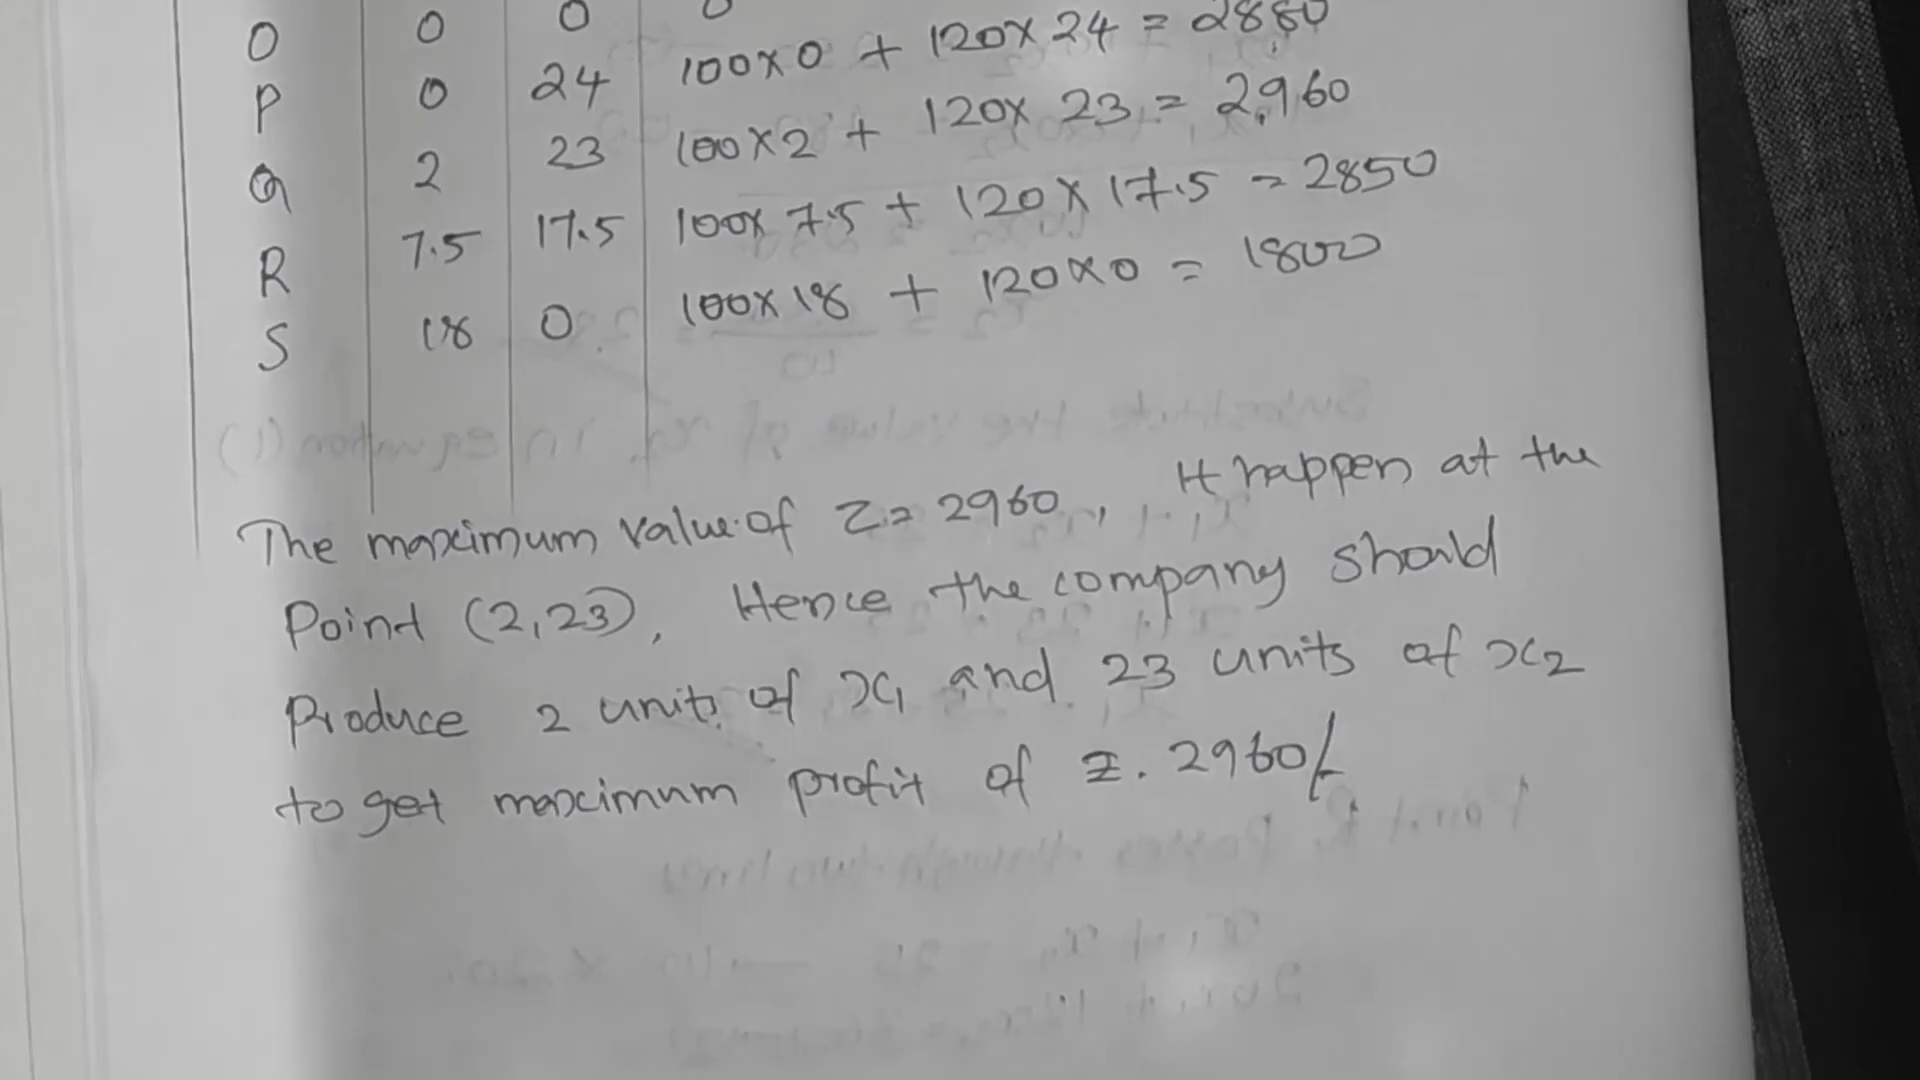 O 0 0 0
P 0 24 100x0 + 120x24 = 2880
Q 2 23 100x2 + 120x 23 = 2960
R 7.5 17.5 100x 7.5 + 120x17.5 = 2850
S 18 0 100x18 + 120x0 = 1800
The maximum value of Z= 2960, It happen at the
Point (2,23), Hence the company should
Produce 2 units of x1 and 23 units of x2
to get maximum profit of Z. 2960/-